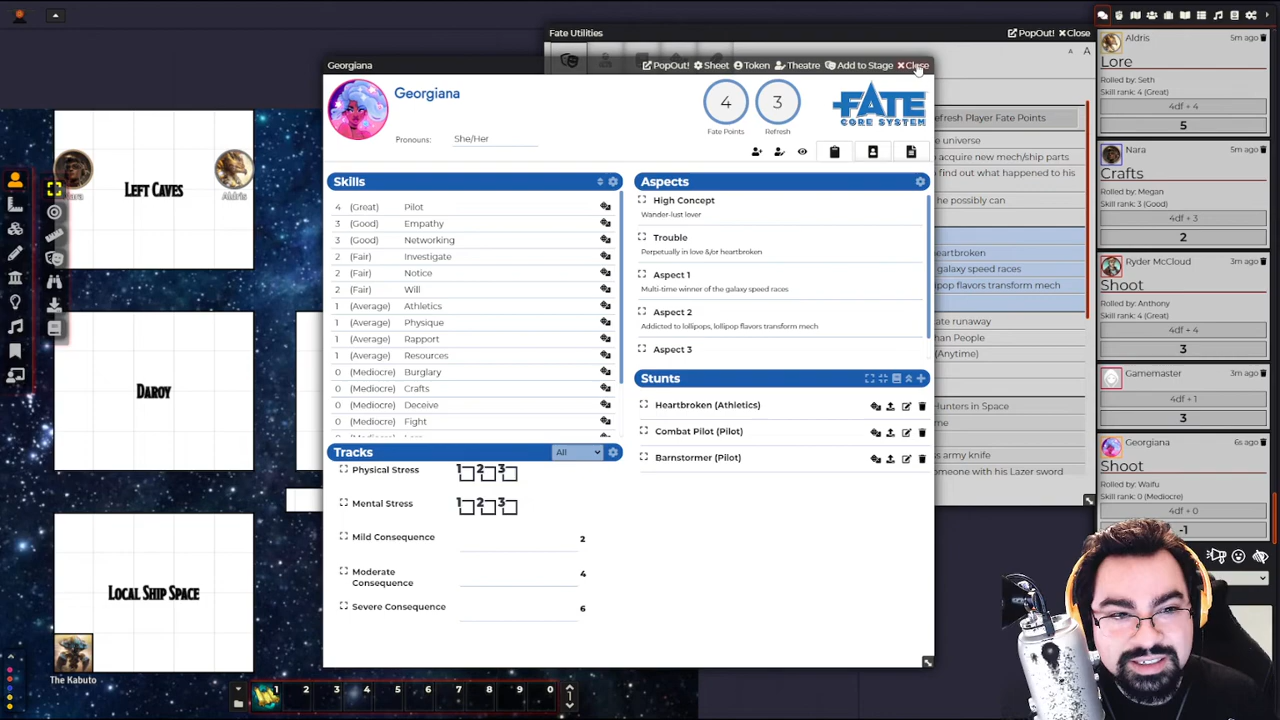 Fate Utilities
PopOut! Close
Georgiana
PopOut! Sheet Token Theatre Add to Stage Close
Georgiana
Pronouns: She/Her
4
Fate Points
3
Refresh
FATE
CORE SYSTEM
Skills
4 (Great) Pilot
3 (Good) Empathy
3 (Good) Networking
2 (Fair) Investigate
2 (Fair) Notice
2 (Fair) Will
1 (Average) Athletics
1 (Average) Physique
1 (Average) Rapport
1 (Average) Resources
0 (Mediocre) Burglary
0 (Mediocre) Crafts
0 (Mediocre) Deceive
0 (Mediocre) Fight
Tracks All
Physical Stress 1 2 3
Mental Stress 1 2 3
Mild Consequence 2
Moderate
Consequence 4
Severe Consequence 6
Aspects
High Concept
Wander-lust lover
Trouble
Perpetually in love &/or heartbroken
Aspect 1
Multi-time winner of the galaxy speed races
Aspect 2
Addicted to lollipops, lollipop flavors transform mech
Aspect 3
Stunts
Heartbroken (Athletics)
Combat Pilot (Pilot)
Barnstormer (Pilot)
A A
efresh Player Fate Points
e universe
acquire new mech/ship parts
find out what happened to his
he possibly can
eartbroken
galaxy speed races
pop flavors transform mech
ate runaway
han People
(Anytime)
Hunters in Space
me
ss army knife
omeone with his Lazer sword
Left Caves
Aldris
Daroy
Local Ship Space
The Kabuto
1 2 3 4 5 6 7 8 9 0
1
Aldris 5m ago
Lore
Rolled by: Seth
Skill rank: 4 (Great)
4df + 4
5
Nara 5m ago
Crafts
Rolled by: Megan
Skill rank: 3 (Good)
4df + 3
2
Ryder McCloud 3m ago
Shoot
Rolled by: Anthony
Skill rank: 4 (Great)
4df + 4
3
Gamemaster 3m ago
4df + 1
3
Georgiana 6s ago
Shoot
Rolled by: Waifu
Skill rank: 0 (Mediocre)
4df + 0
-1